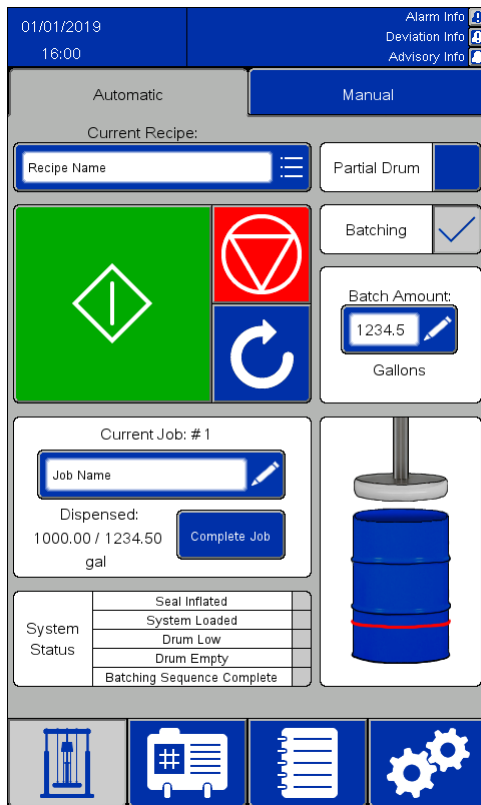 01/01/2019
16:00
Alarm Info
Deviation Info
Advisory Info
Automatic
Manual
Current Recipe:
Recipe Name
Partial Drum
Batching
Batch Amount:
1234.5
Gallons
Current Job: # 1
Job Name
Dispensed:
1000.00 / 1234.50
gal
Complete Job
System
Status
Seal Inflated
System Loaded
Drum Low
Drum Empty
Batching Sequence Complete
#